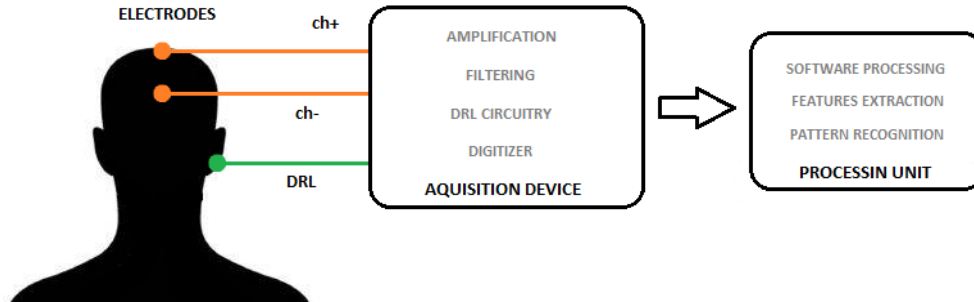 ELECTRODES
ch+
ch-
DRL
AMPLIFICATION
FILTERING
DRL CIRCUITRY
DIGITIZER
AQUISITION DEVICE
SOFTWARE PROCESSING
FEATURES EXTRACTION
PATTERN RECOGNITION
PROCESSIN UNIT